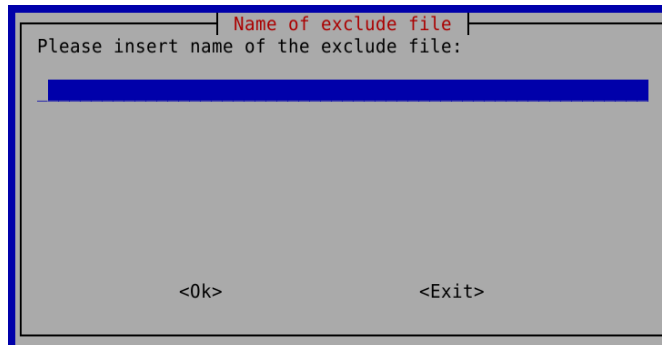 Name of exclude file
Please insert name of the exclude file:
<Ok> <Exit>